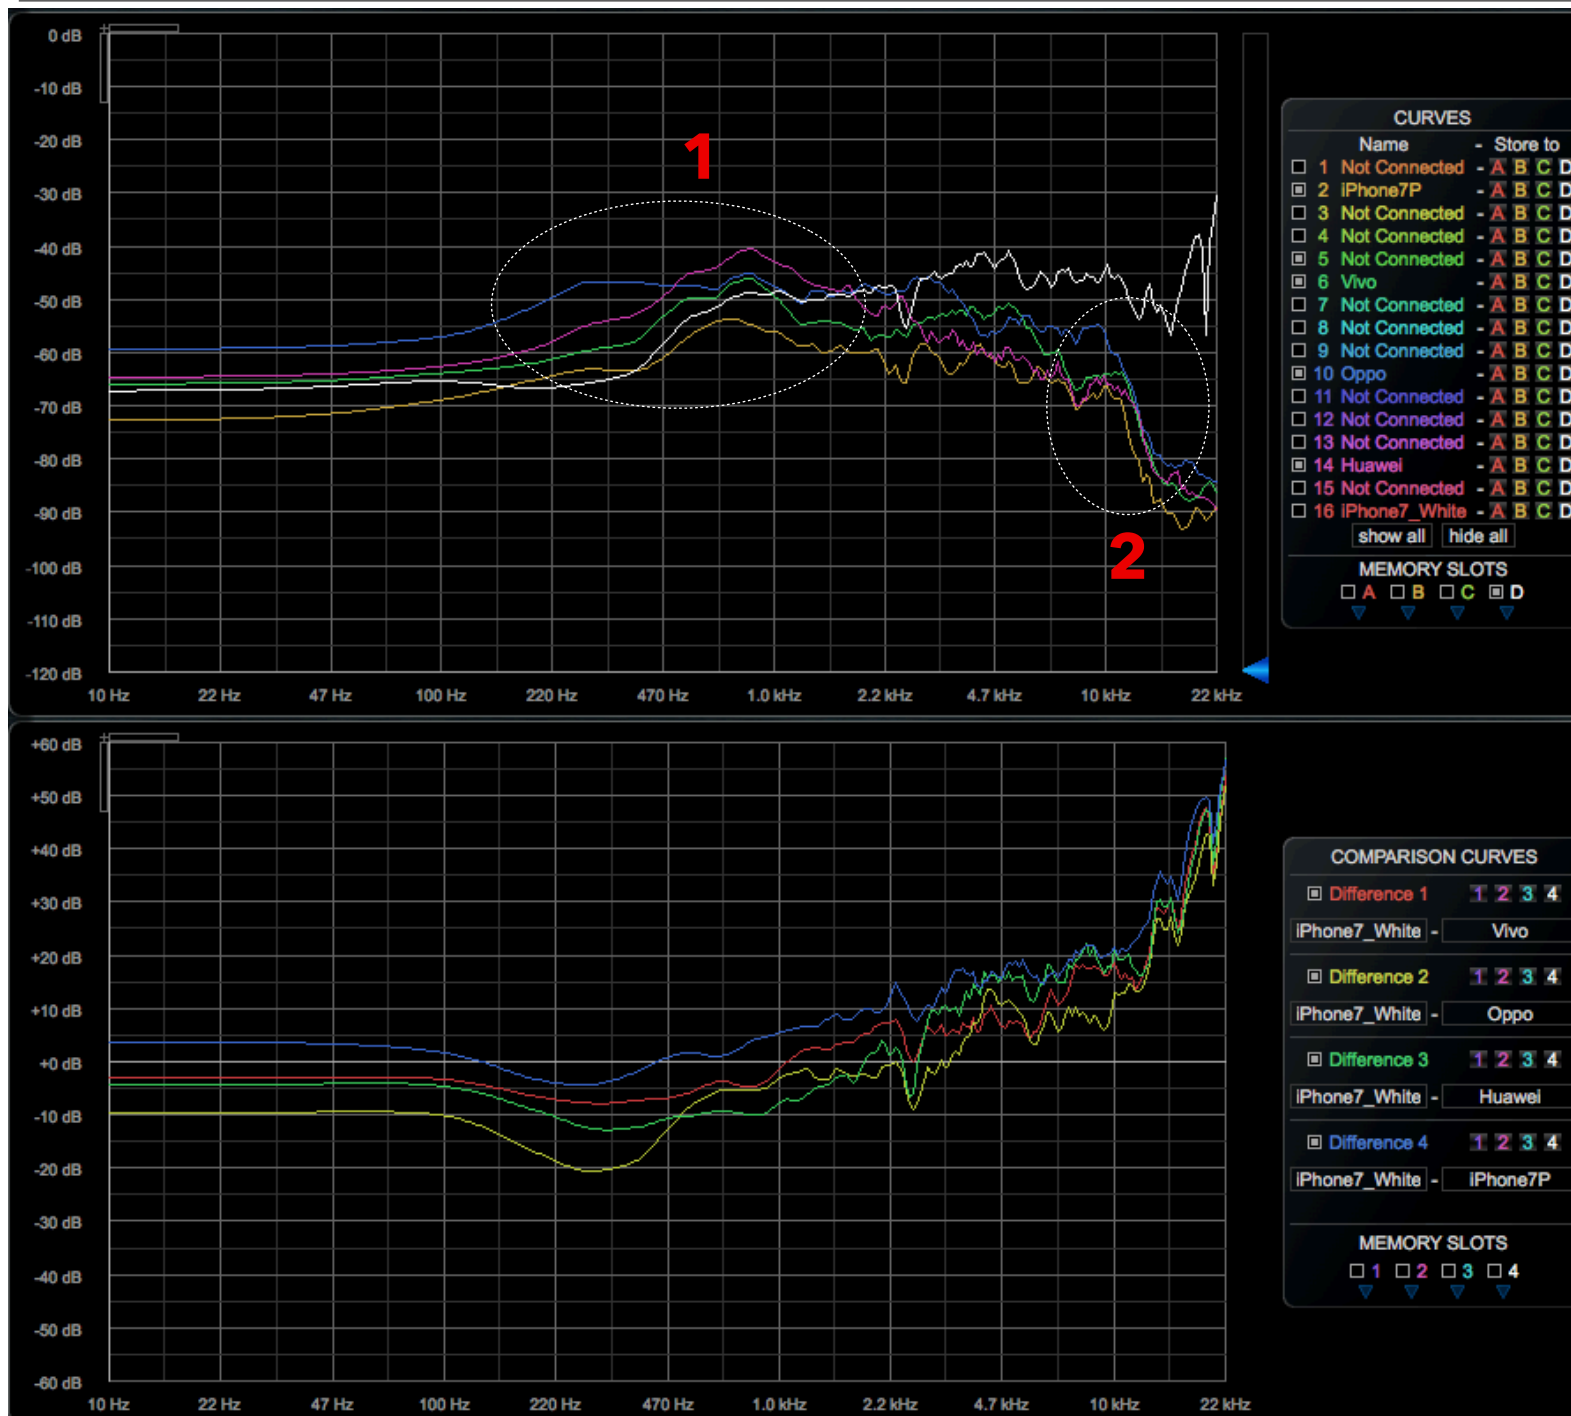 0 dB
-10 dB
-20 dB
-30 dB
-40 dB
-50 dB
-60 dB
-70 dB
-80 dB
-90 dB
-100 dB
-110 dB
-120 dB
10 Hz 22 Hz 47 Hz 100 Hz 220 Hz 470 Hz 1.0 kHz 2.2 kHz 4.7 kHz 10 kHz 22 kHz
1
2
CURVES
Name - Store to
1 Not Connected - A B C D
2 iPhone7P - A B C D
3 Not Connected - A B C D
4 Not Connected - A B C D
5 Not Connected - A B C D
6 Vivo - A B C D
7 Not Connected - A B C D
8 Not Connected - A B C D
9 Not Connected - A B C D
10 Oppo - A B C D
11 Not Connected - A B C D
12 Not Connected - A B C D
13 Not Connected - A B C D
14 Huawei - A B C D
15 Not Connected - A B C D
16 iPhone7_White - A B C D
show all hide all
MEMORY SLOTS
A B C D
+60 dB
+50 dB
+40 dB
+30 dB
+20 dB
+10 dB
+0 dB
-10 dB
-20 dB
-30 dB
-40 dB
-50 dB
-60 dB
10 Hz 22 Hz 47 Hz 100 Hz 220 Hz 470 Hz 1.0 kHz 2.2 kHz 4.7 kHz 10 kHz 22 kHz
COMPARISON CURVES
Difference 1 1 2 3 4
iPhone7_White - Vivo
Difference 2 1 2 3 4
iPhone7_White - Oppo
Difference 3 1 2 3 4
iPhone7_White - Huawei
Difference 4 1 2 3 4
iPhone7_White - iPhone7P
MEMORY SLOTS
1 2 3 4